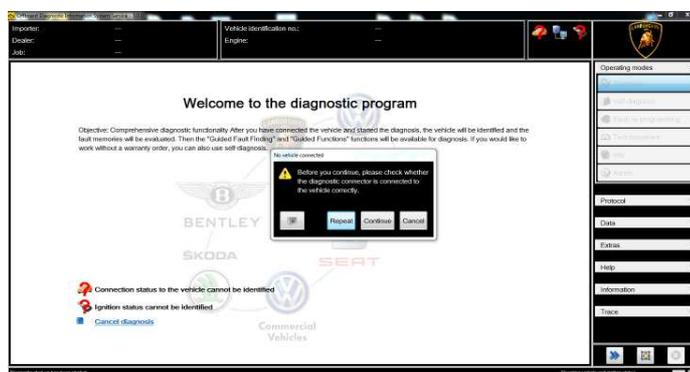 Offboard Diagnostic Information System Service
Importer: ---
Dealer: ---
Job: ---
Vehicle identification no.: ---
Engine: ---
Operating modes
Self-diagnosis
Protocol
Data
Extras
Help
Information
Trace
Welcome to the diagnostic program
Objective: Comprehensive diagnostic functionality After you have connected the vehicle and started the diagnosis, the vehicle will be identified and the
fault memories will be evaluated. Then the "Guided Fault Finding" and "Guided Functions" functions will be available for diagnosis. If you would like to
work without a warranty order, you can also use self-diagnosis.
No vehicle connected
Before you continue, please check whether
the diagnostic connector is connected to
the vehicle correctly.
Repeat Continue Cancel
BENTLEY
ŠKODA
SEAT
Connection status to the vehicle cannot be identified
Ignition status cannot be identified
Cancel diagnosis
Commercial
Vehicles